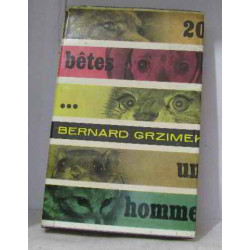 20
bêtes
...
BERNARD GRZIMEK
un
homme